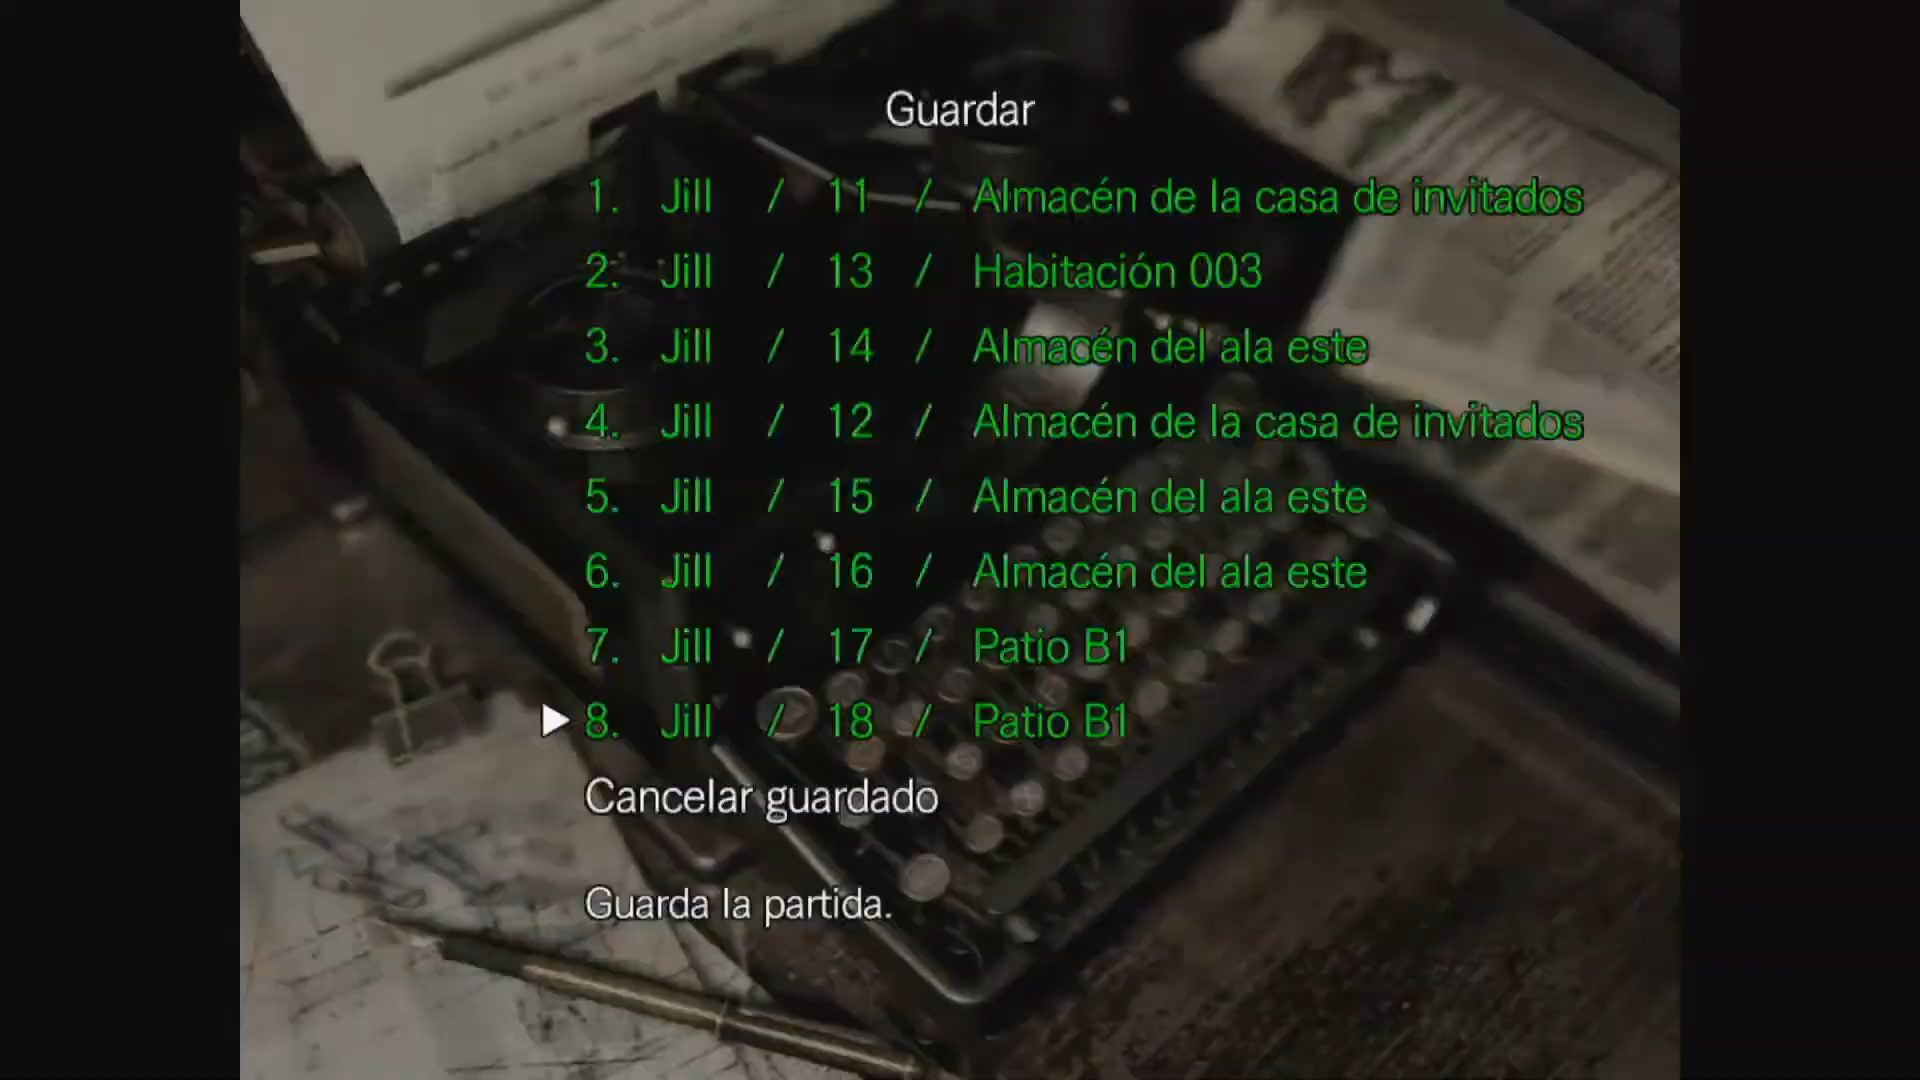 Guardar
1. Jill / 11 / Almacén de la casa de invitados
2. Jill / 13 / Habitación 003
3. Jill / 14 / Almacén del ala este
4. Jill / 12 / Almacén de la casa de invitados
5. Jill / 15 / Almacén del ala este
6. Jill / 16 / Almacén del ala este
7. Jill / 17 / Patio B1
8. Jill / 18 / Patio B1
Cancelar guardado
Guarda la partida.